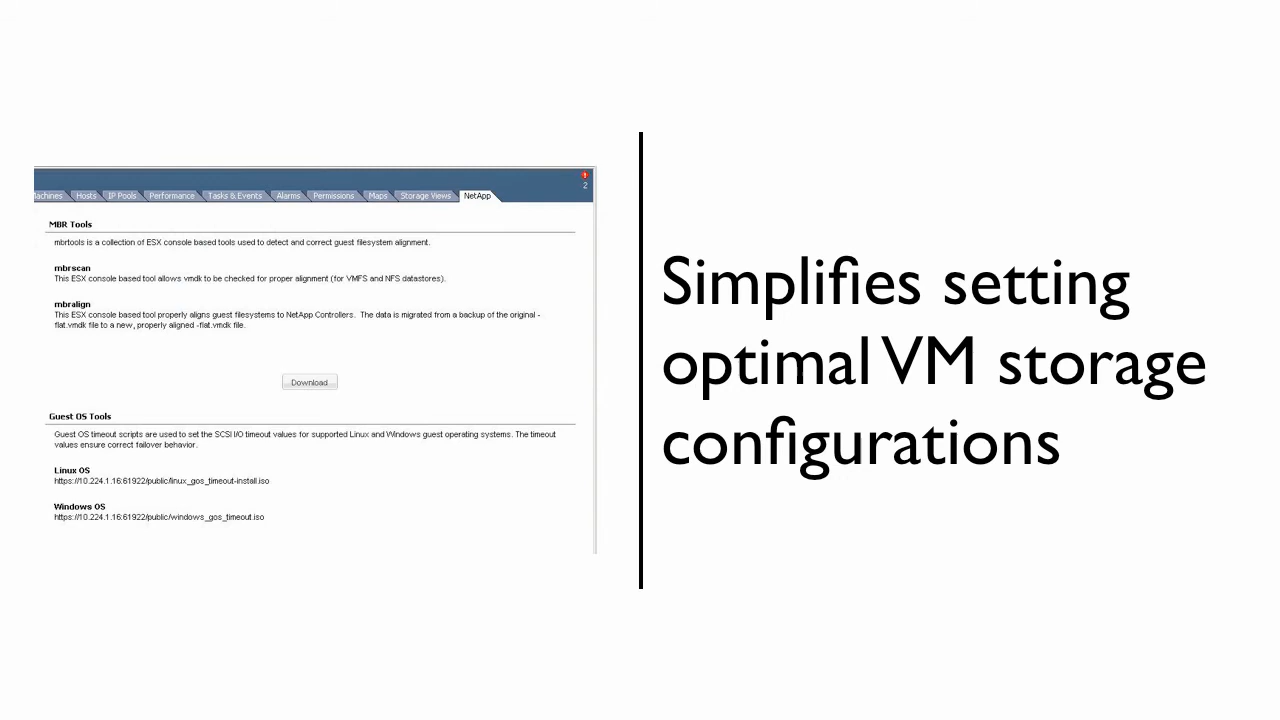 Machines Hosts IP Pools Performance Tasks & Events Alarms Permissions Maps Storage Views NetApp
2
MBR Tools
mbrtools is a collection of ESX console based tools used to detect and correct guest filesystem alignment.
mbrscan
This ESX console based tool allows vmdk to be checked for proper alignment (for VMFS and NFS datastores).
mbralign
This ESX console based tool properly aligns guest filesystems to NetApp Controllers. The data is migrated from a backup of the original -
flat.vmdk file to a new, properly aligned -flat.vmdk file.
Download
Guest OS Tools
Guest OS timeout scripts are used to set the SCSI I/O timeout values for supported Linux and Windows guest operating systems. The timeout
values ensure correct failover behavior.
Linux OS
https://10.224.1.16:61922/public/linux_gos_timeout-install.iso
Windows OS
https://10.224.1.16:61922/public/windows_gos_timeout.iso
Simplifies setting
optimal VM storage
configurations